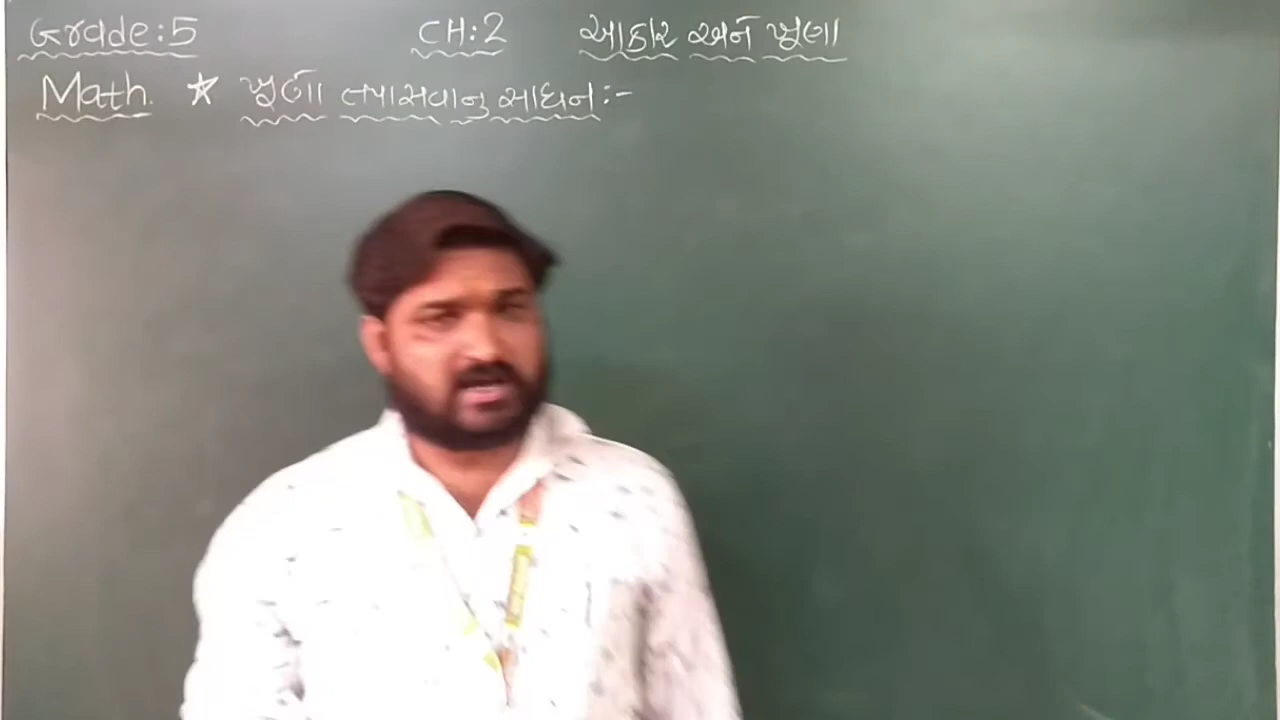 Grade:5 CH:2 આકાર અને ખૂણા
Math. ★ ખૂણા તપાસવાનુ સાધન:-